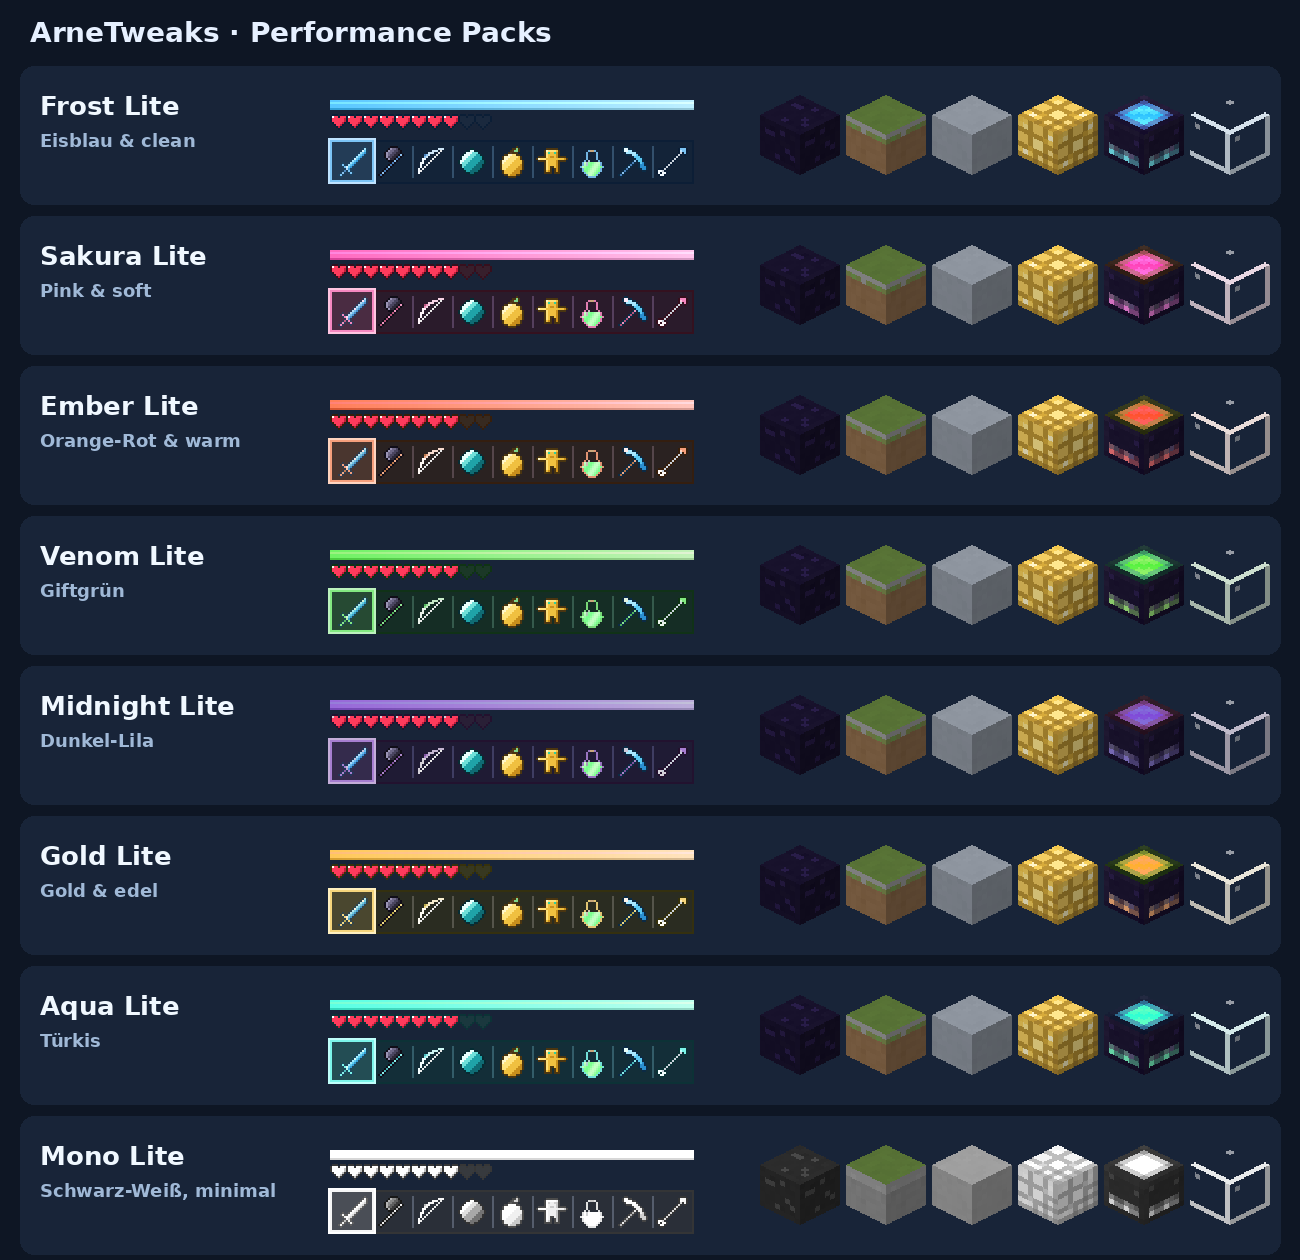 ArneTweaks · Performance Packs
Frost Lite
Eisblau & clean
Sakura Lite
Pink & soft
Ember Lite
Orange-Rot & warm
Venom Lite
Giftgrün
Midnight Lite
Dunkel-Lila
Gold Lite
Gold & edel
Aqua Lite
Türkis
Mono Lite
Schwarz-Weiß, minimal